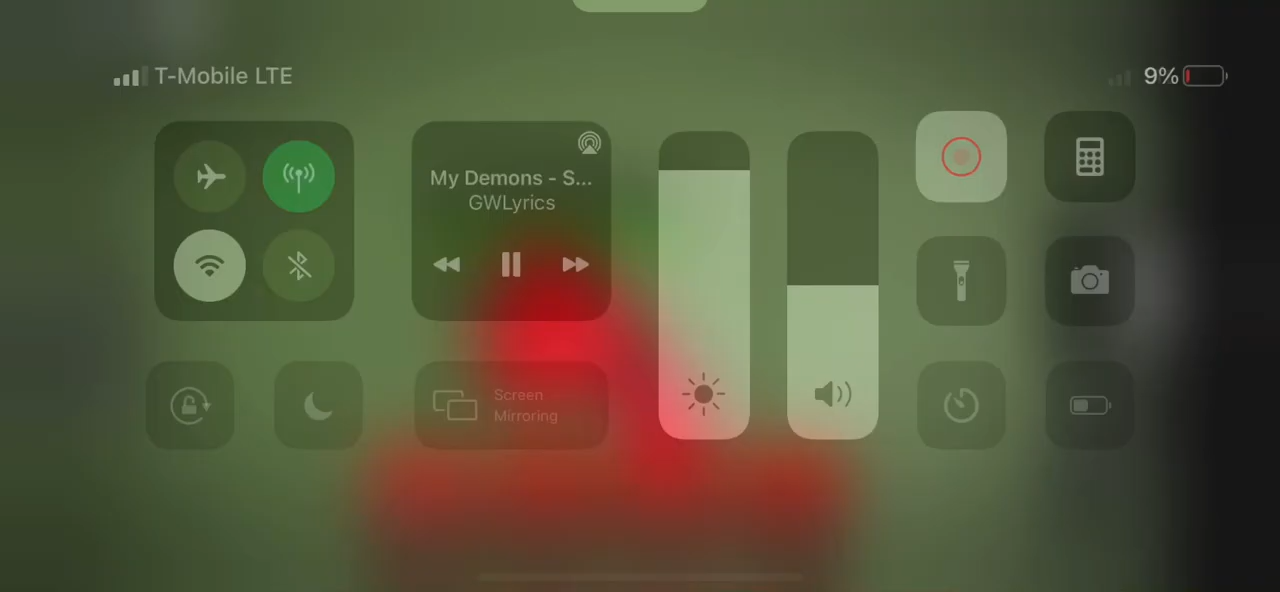 T-Mobile LTE
9%
My Demons - S...
GWLyrics
Screen
Mirroring